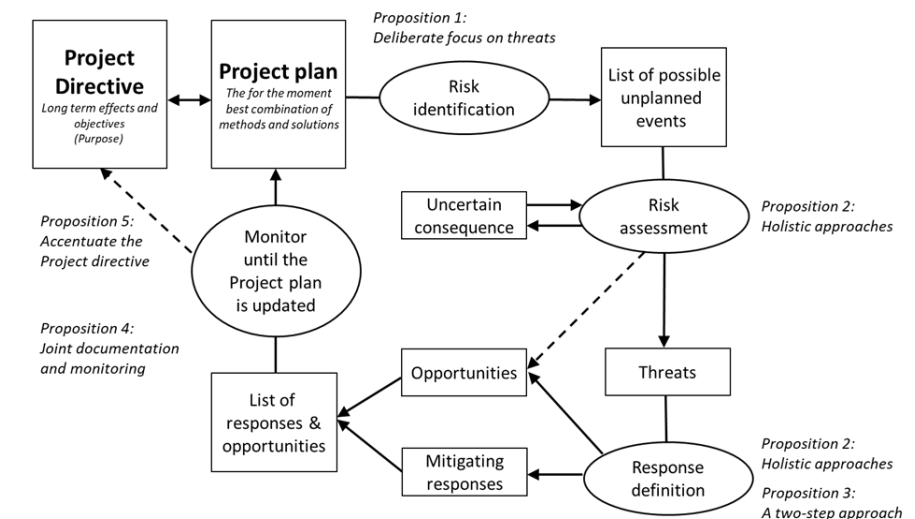 Proposition 1:
Deliberate focus on threats
Project
Directive
Long term effects and
objectives
(Purpose)
Project plan
The for the moment
best combination of
methods and solutions
Risk
identification
List of possible
unplanned
events
Uncertain
consequence
Risk
assessment
Proposition 2:
Holistic approaches
Proposition 5:
Accentuate the
Project directive
Monitor
until the
Project plan
is updated
Proposition 4:
Joint documentation
and monitoring
Opportunities
Threats
List of
responses &
opportunities
Mitigating
responses
Response
definition
Proposition 2:
Holistic approaches
Proposition 3:
A two-step approach